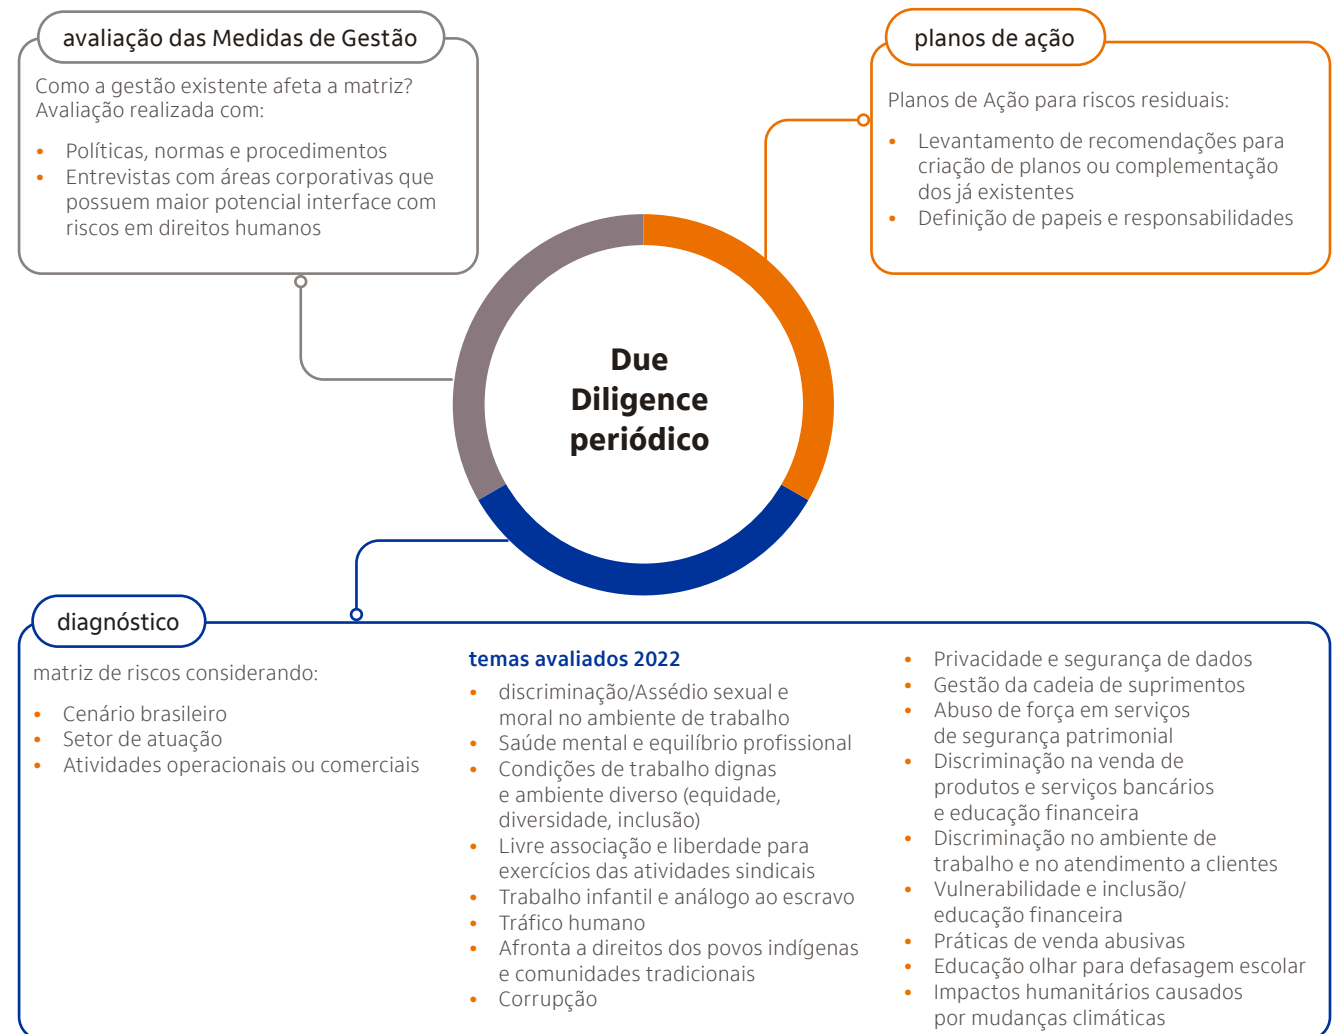 avaliação das Medidas de Gestão
Como a gestão existente afeta a matriz?
Avaliação realizada com:
• Políticas, normas e procedimentos
• Entrevistas com áreas corporativas que
possuem maior potencial interface com
riscos em direitos humanos
planos de ação
Planos de Ação para riscos residuais:
• Levantamento de recomendações para
criação de planos ou complementação
dos já existentes
• Definição de papeis e responsabilidades
Due
Diligence
periódico
diagnóstico
matriz de riscos considerando:
• Cenário brasileiro
• Setor de atuação
• Atividades operacionais ou comerciais
temas avaliados 2022
• discriminação/Assédio sexual e
moral no ambiente de trabalho
• Saúde mental e equilíbrio profissional
• Condições de trabalho dignas
e ambiente diverso (equidade,
diversidade, inclusão)
• Livre associação e liberdade para
exercícios das atividades sindicais
• Trabalho infantil e análogo ao escravo
• Tráfico humano
• Afronta a direitos dos povos indígenas
e comunidades tradicionais
• Corrupção
• Privacidade e segurança de dados
• Gestão da cadeia de suprimentos
• Abuso de força em serviços
de segurança patrimonial
• Discriminação na venda de
produtos e serviços bancários
e educação financeira
• Discriminação no ambiente de
trabalho e no atendimento a clientes
• Vulnerabilidade e inclusão/
educação financeira
• Práticas de venda abusivas
• Educação olhar para defasagem escolar
• Impactos humanitários causados
por mudanças climáticas